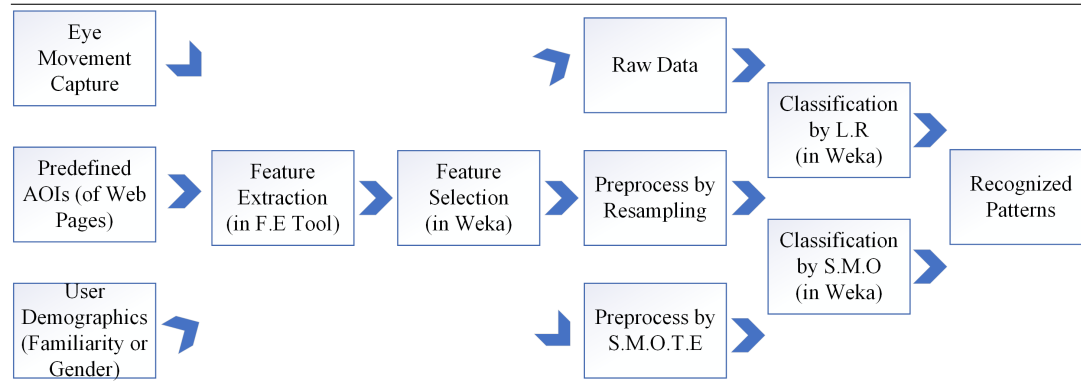 Eye
Movement
Capture
Predefined
AOIs (of Web
Pages)
User
Demographics
(Familiarity or
Gender)
Feature
Extraction
(in F.E Tool)
Feature
Selection
(in Weka)
Raw Data
Preprocess by
Resampling
Preprocess by
S.M.O.T.E
Classification
by L.R
(in Weka)
Classification
by S.M.O
(in Weka)
Recognized
Patterns